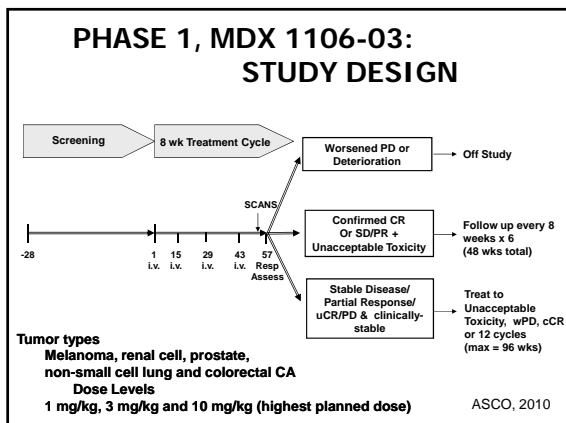 PHASE 1, MDX 1106-03:
STUDY DESIGN
Screening
8 wk Treatment Cycle
Worsened PD or
Deterioration
Off Study
SCANS
Confirmed CR
Or SD/PR +
Unacceptable Toxicity
Follow up every 8
weeks x 6
(48 wks total)
-28
1 15 29 43 57
i.v. i.v. i.v. i.v. Resp
Assess
Stable Disease/
Partial Response/
uCR/PD & clinically-
stable
Treat to
Unacceptable
Toxicity, wPD, cCR
or 12 cycles
(max = 96 wks)
Tumor types
Melanoma, renal cell, prostate,
non-small cell lung and colorectal CA
Dose Levels
1 mg/kg, 3 mg/kg and 10 mg/kg (highest planned dose)
ASCO, 2010